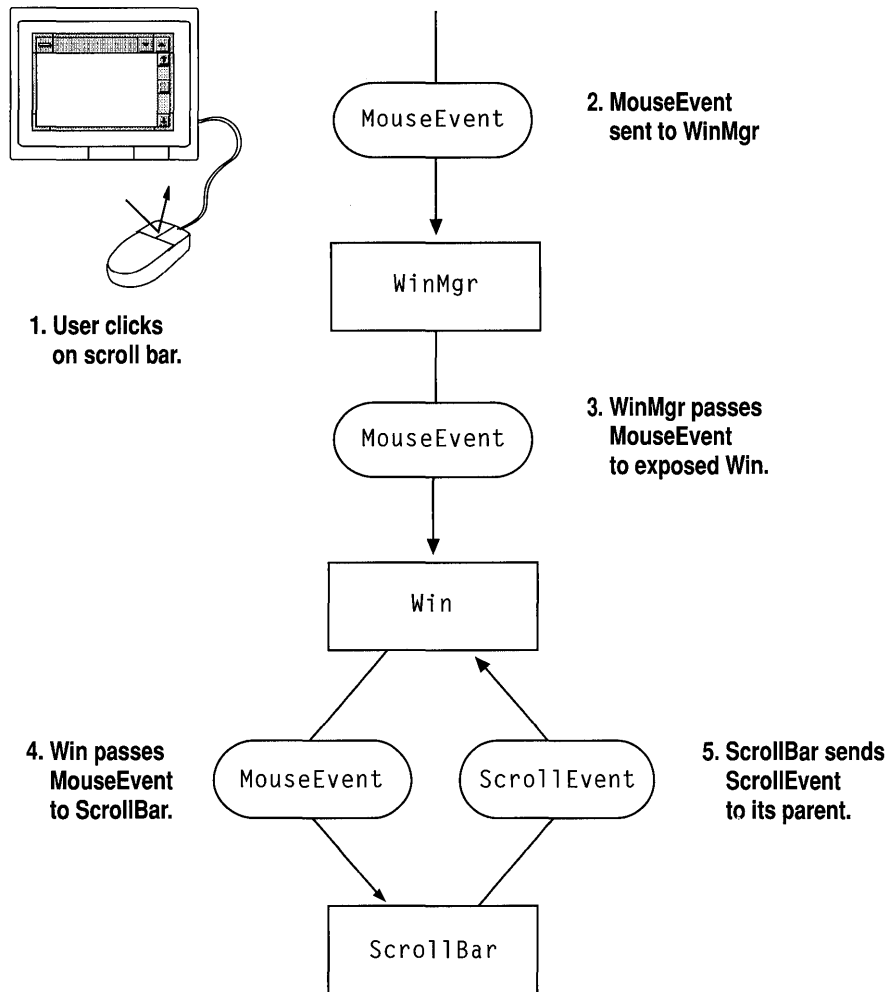 MouseEvent
2. MouseEvent
sent to WinMgr
WinMgr
1. User clicks
on scroll bar.
MouseEvent
3. WinMgr passes
MouseEvent
to exposed Win.
Win
4. Win passes
MouseEvent
to ScrollBar.
MouseEvent
ScrollEvent
5. ScrollBar sends
ScrollEvent
to its parent.
ScrollBar